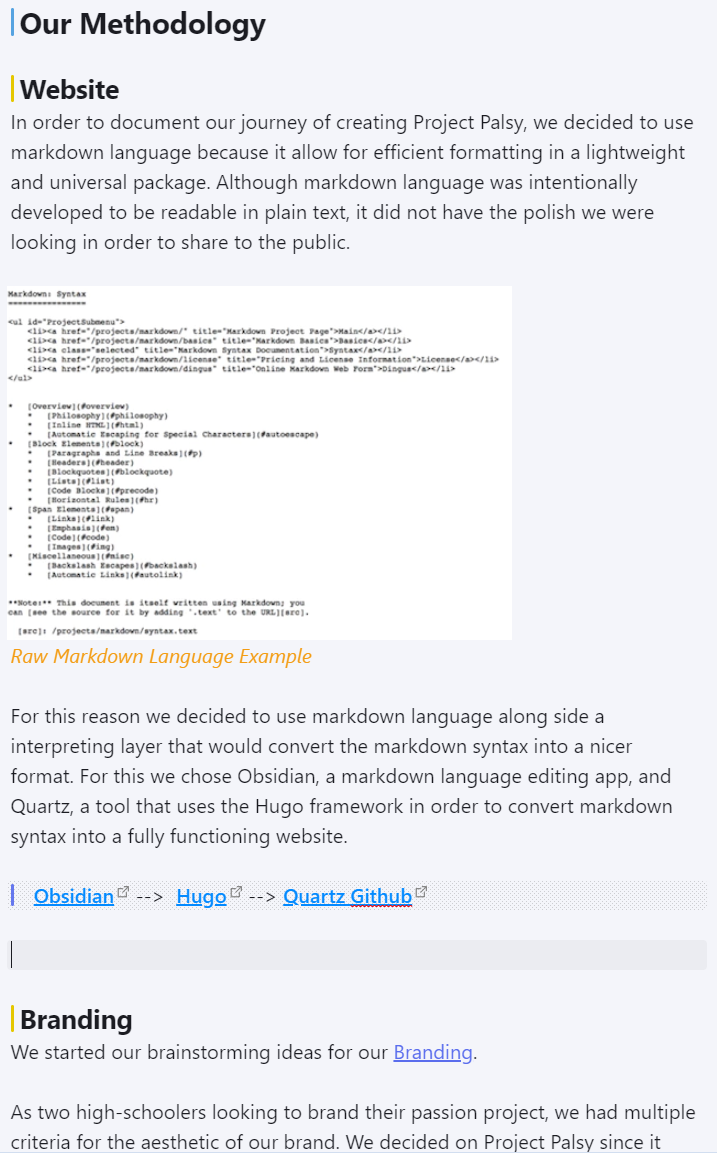 Our Methodology
Website
In order to document our journey of creating Project Palsy, we decided to use
markdown language because it allow for efficient formatting in a lightweight
and universal package. Although markdown language was intentionally
developed to be readable in plain text, it did not have the polish we were
looking in order to share to the public.
Markdown: Syntax
================
<ul id="ProjectSubmenu">
    <li><a href="/projects/markdown/" title="Markdown Project Page">Main</a></li>
    <li><a href="/projects/markdown/basics" title="Markdown Basics">Basics</a></li>
    <li><a class="selected" title="Markdown Syntax Documentation">Syntax</a></li>
    <li><a href="/projects/markdown/license" title="Pricing and License Information">License</a></li>
    <li><a href="/projects/markdown/dingus" title="Online Markdown Web Form">Dingus</a></li>
</ul>
*   [Overview](#overview)
    *   [Philosophy](#philosophy)
    *   [Inline HTML](#html)
    *   [Automatic Escaping for Special Characters](#autoescape)
*   [Block Elements](#block)
    *   [Paragraphs and Line Breaks](#p)
    *   [Headers](#header)
    *   [Blockquotes](#blockquote)
    *   [Lists](#list)
    *   [Code Blocks](#precode)
    *   [Horizontal Rules](#hr)
*   [Span Elements](#span)
    *   [Links](#link)
    *   [Emphasis](#em)
    *   [Code](#code)
    *   [Images](#img)
*   [Miscellaneous](#misc)
    *   [Backslash Escapes](#backslash)
    *   [Automatic Links](#autolink)
**Note:** This document is itself written using Markdown; you
can [see the source for it by adding '.text' to the URL][src].
  [src]: /projects/markdown/syntax.text
Raw Markdown Language Example
For this reason we decided to use markdown language along side a
interpreting layer that would convert the markdown syntax into a nicer
format. For this we chose Obsidian, a markdown language editing app, and
Quartz, a tool that uses the Hugo framework in order to convert markdown
syntax into a fully functioning website.
Obsidian --> Hugo --> Quartz Github
Branding
We started our brainstorming ideas for our Branding.
As two high-schoolers looking to brand their passion project, we had multiple
criteria for the aesthetic of our brand. We decided on Project Palsy since it